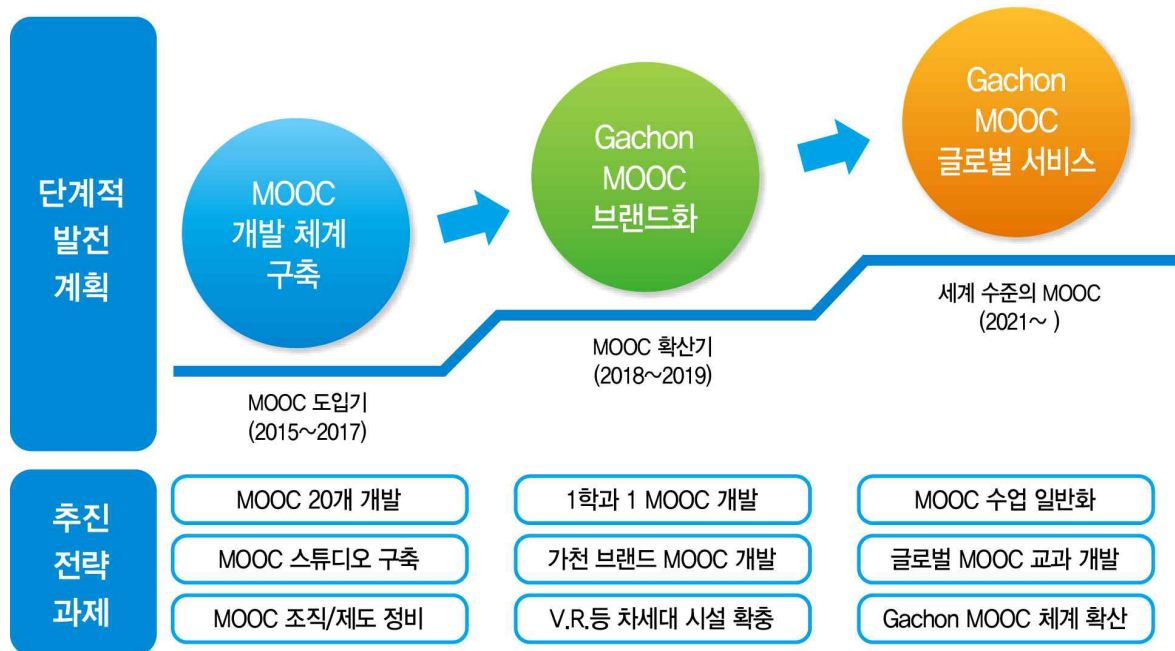 단계적
발전
계획
MOOC
개발 체계
구축
MOOC 도입기
(2015~2017)
Gachon
MOOC
브랜드화
MOOC 확산기
(2018~2019)
Gachon
MOOC
글로벌 서비스
세계 수준의 MOOC
(2021~ )
추진
전략
과제
MOOC 20개 개발
1학과 1 MOOC 개발
MOOC 수업 일반화
MOOC 스튜디오 구축
가천 브랜드 MOOC 개발
글로벌 MOOC 교과 개발
MOOC 조직/제도 정비
V.R.등 차세대 시설 확충
Gachon MOOC 체계 확산